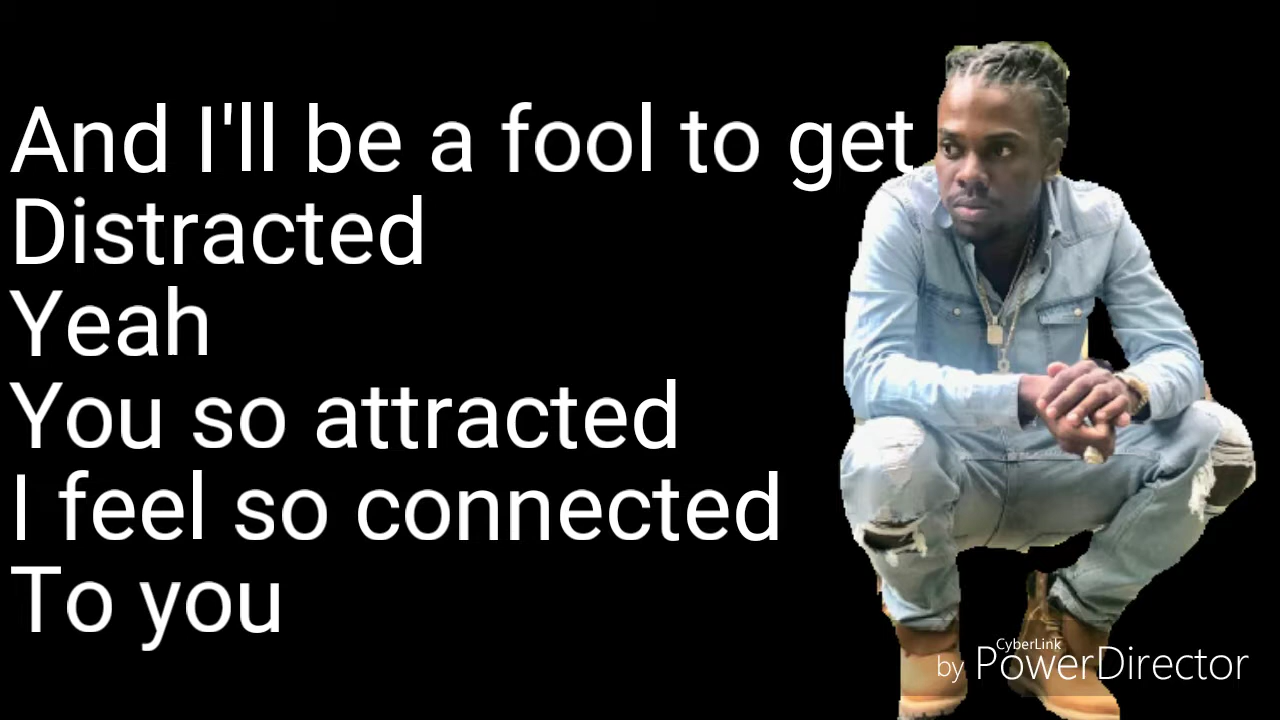 And I'll be a fool to get
Distracted
Yeah
You so attracted
I feel so connected
To you
CyberLink
by PowerDirector